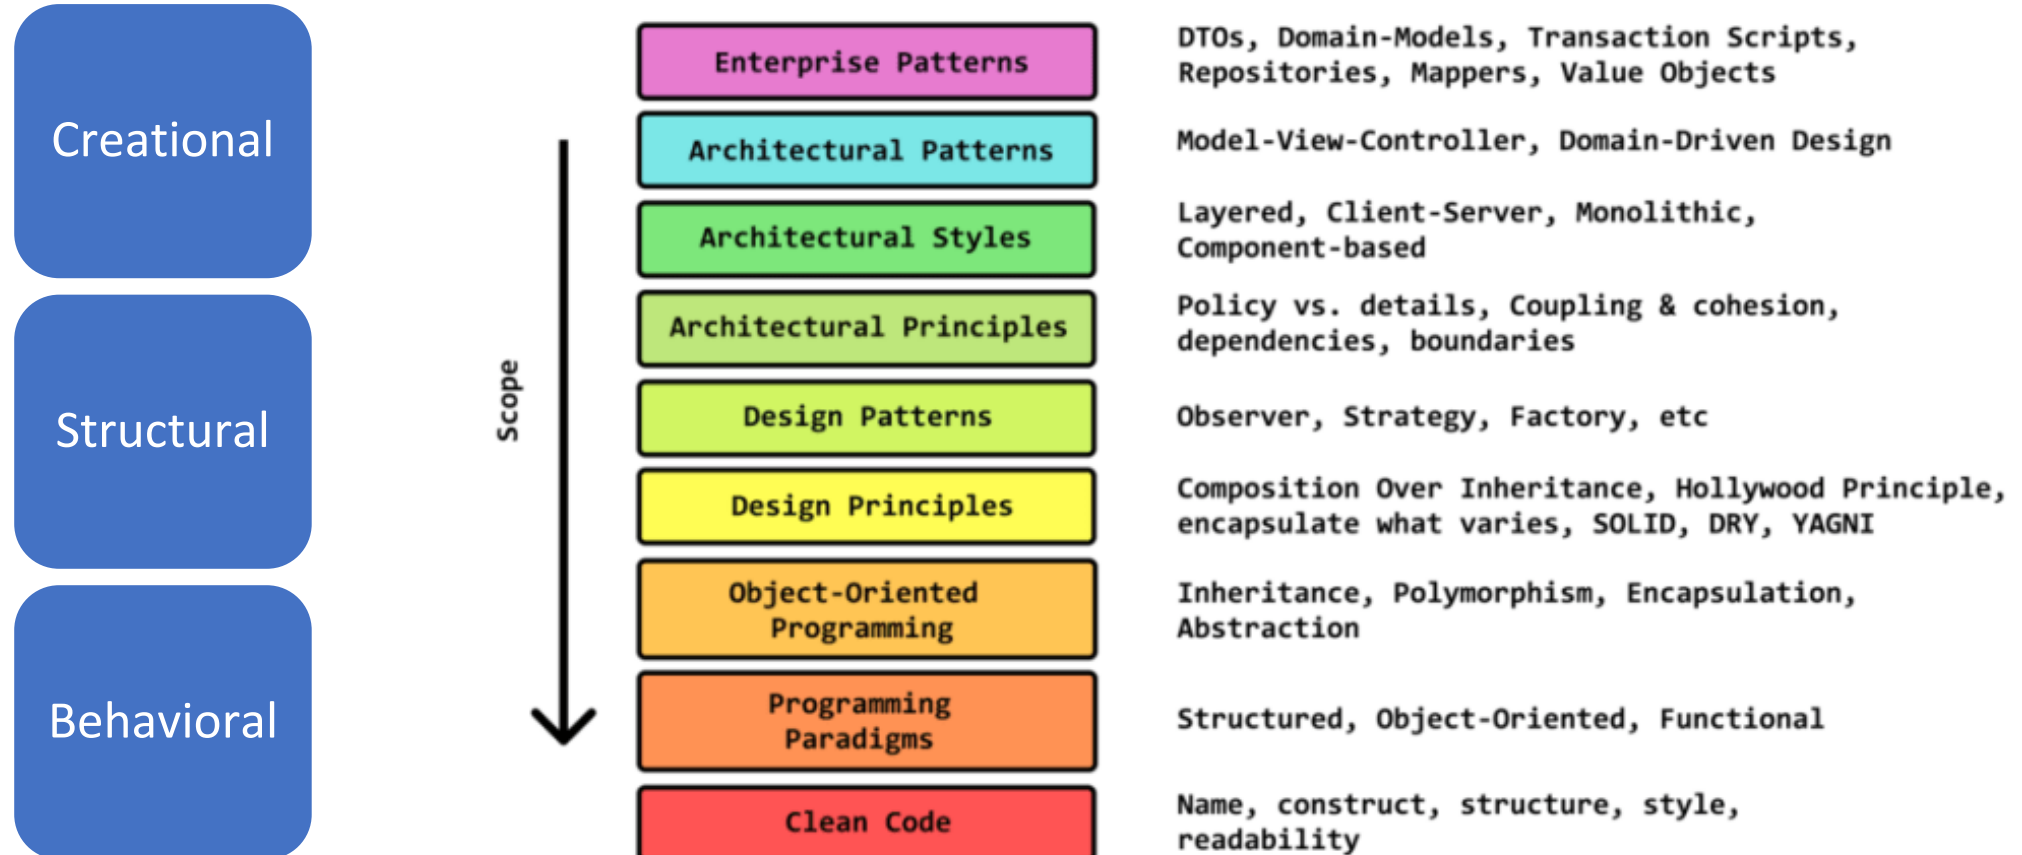 Creational
Structural
Behavioral
Scope
Enterprise Patterns
DTOs, Domain-Models, Transaction Scripts,
Repositories, Mappers, Value Objects
Architectural Patterns
Model-View-Controller, Domain-Driven Design
Architectural Styles
Layered, Client-Server, Monolithic,
Component-based
Architectural Principles
Policy vs. details, Coupling & cohesion,
dependencies, boundaries
Design Patterns
Observer, Strategy, Factory, etc
Design Principles
Composition Over Inheritance, Hollywood Principle,
encapsulate what varies, SOLID, DRY, YAGNI
Object-Oriented
Programming
Inheritance, Polymorphism, Encapsulation,
Abstraction
Programming
Paradigms
Structured, Object-Oriented, Functional
Clean Code
Name, construct, structure, style,
readability